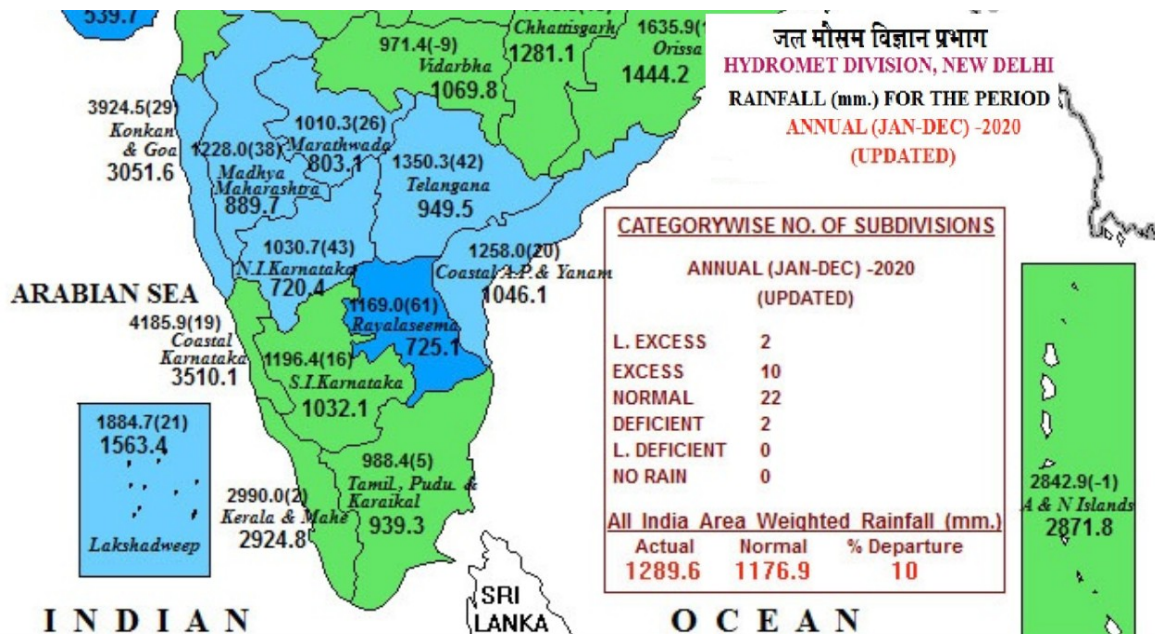 539.7
971.4(-9)
Vidarbha
1069.8
Chhattisgarh
1281.1
Orissa
1444.2
जल मौसम विज्ञान प्रभाग
HYDROMET DIVISION, NEW DELHI
RAINFALL (mm.) FOR THE PERIOD
ANNUAL (JAN-DEC) -2020
(UPDATED)
3924.5(29)
Konkan
& Goa
3051.6
1228.0(38)
Madhya
Maharashtra
889.7
1010.3(26)
Marathwada
803.1
1350.3(42)
Telangana
949.5
1030.7(43)
N.I.Karnataka
720.4
1258.0(20)
Coastal A.P.& Yanam
1046.1
ARABIAN SEA
1169.0(61)
Rayalaseema
725.1
4185.9(19)
Coastal
Karnataka
3510.1
1196.4(16)
S.I.Karnataka
1032.1
1884.7(21)
1563.4
Lakshadweep
988.4(5)
Tamil., Pudu. &
Karaikal
939.3
2990.0(2)
Kerala & Mahe
2924.8
CATEGORYWISE NO. OF SUBDIVISIONS
ANNUAL (JAN-DEC) -2020
(UPDATED)
L. EXCESS 2
EXCESS 10
NORMAL 22
DEFICIENT 2
L. DEFICIENT 0
NO RAIN 0
All India Area Weighted Rainfall (mm.)
Actual Normal % Departure
1289.6 1176.9 10
2842.9(-1)
A & N Islands
2871.8
SRI
LANKA
INDIAN OCEAN